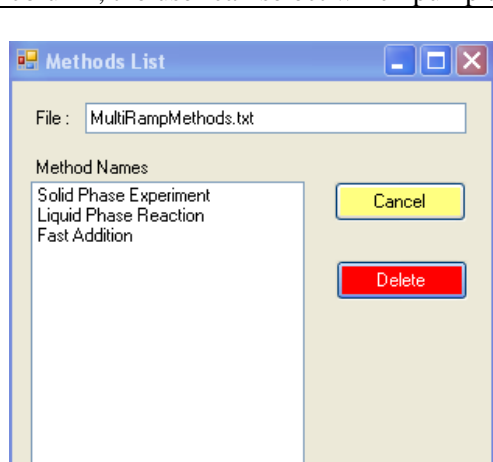 Methods List
File : MultiRampMethods.txt
Method Names
Solid Phase Experiment
Liquid Phase Reaction
Fast Addition
Cancel
Delete